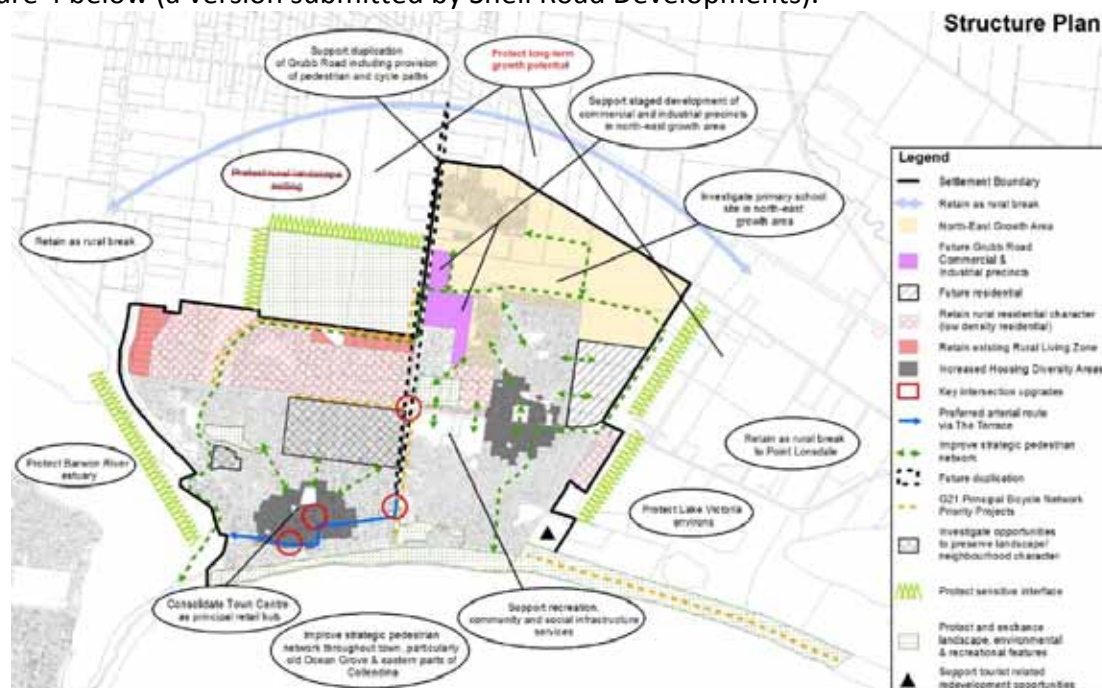 ure 4 below (a version submitted by Shell Road Developments).
Structure Plan
Support duplication
of Grubb Road including provision
of pedestrian and cycle paths
Protect long-term
growth potential
Support staged development of
commercial and industrial precincts
in north-east growth area
Protect rural landscape
setting
Investigate primary school
site in north-east
growth area
Retain as rural break
Protect Barwon River
estuary
Retain as rural break
to Point Lonsdale
Protect Lake Victoria
environs
Consolidate Town Centre
as principal retail hub
Improve strategic pedestrian
network throughout town, particularly
old Ocean Grove & eastern parts of
Collendina
Support recreation,
community and social infrastructure
services
Legend
Settlement Boundary
Retain as rural break
North-East Growth Area
Future Grubb Road
Commercial &
Industrial precincts
Future residential
Retain rural residential character
(low density residential)
Retain existing Rural Living Zone
Increased Housing Diversity Areas
Key intersection upgrades
Preferred arterial route
via The Terrace
Improve strategic pedestrian
network
Future duplication
G21 Principal Bicycle Network
Priority Projects
Investigate opportunities
to preserve landscape/
neighbourhood character
Protect sensitive interface
Protect and enhance
landscape, environmental
& recreational features
Support tourist related
redevelopment opportunities